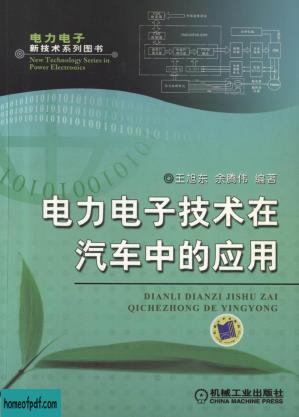 电力电子
新技术系列图书
New Technology Series in
Power Electronics
王旭东 余腾伟 编著
电力电子技术在
汽车中的应用
DIANLI DIANZI JISHU ZAI
QICHEZHONG DE YINGYONG
机械工业出版社
CHINA MACHINE PRESS
homeofpdf.com